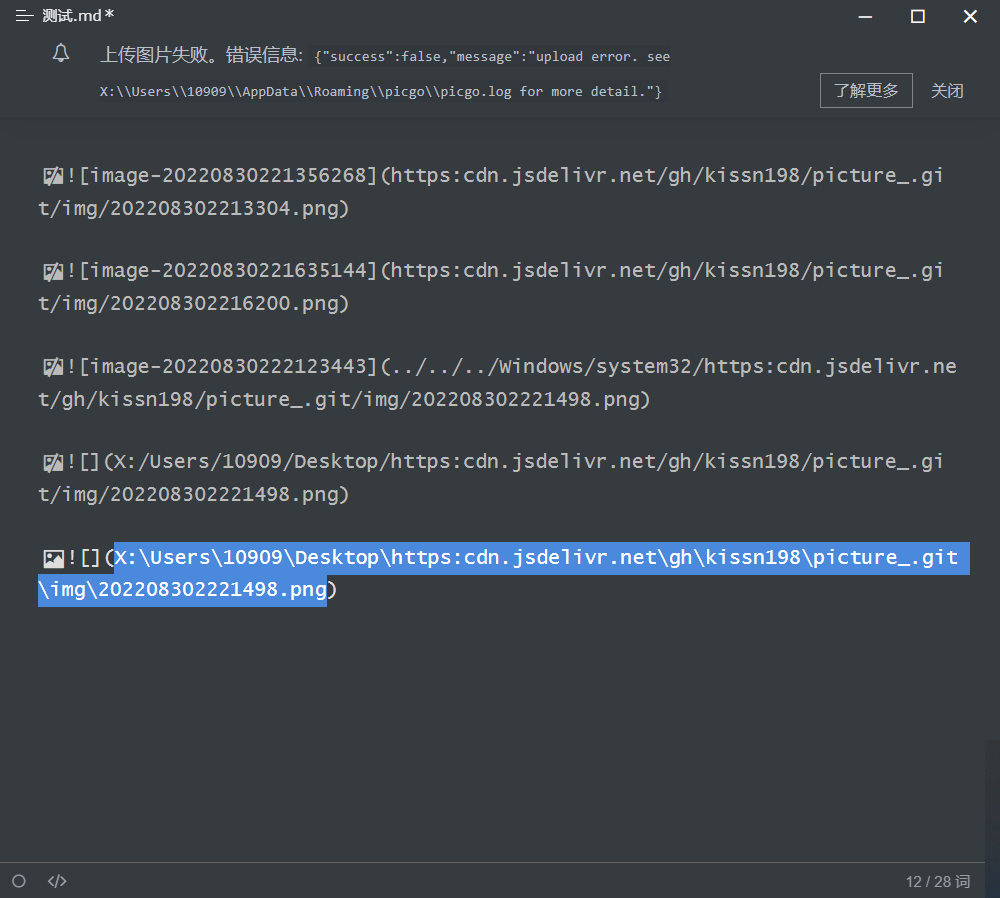 测试.md*
上传图片失败。错误信息: {"success":false,"message":"upload error. see
X:\\Users\\10909\\AppData\\Roaming\\picgo\\picgo.log for more detail."}
了解更多 关闭
![image-20220830221356268](https:cdn.jsdelivr.net/gh/kissn198/picture_.gi
t/img/202208302213304.png)
![image-20220830221635144](https:cdn.jsdelivr.net/gh/kissn198/picture_.gi
t/img/202208302216200.png)
![image-20220830222123443](../../../Windows/system32/https:cdn.jsdelivr.ne
t/gh/kissn198/picture_.git/img/202208302221498.png)
![](X:/Users/10909/Desktop/https:cdn.jsdelivr.net/gh/kissn198/picture_.gi
t/img/202208302221498.png)
![](X:\Users\10909\Desktop\https:cdn.jsdelivr.net\gh\kissn198\picture_.git
\img\202208302221498.png)
</> 12 / 28 词